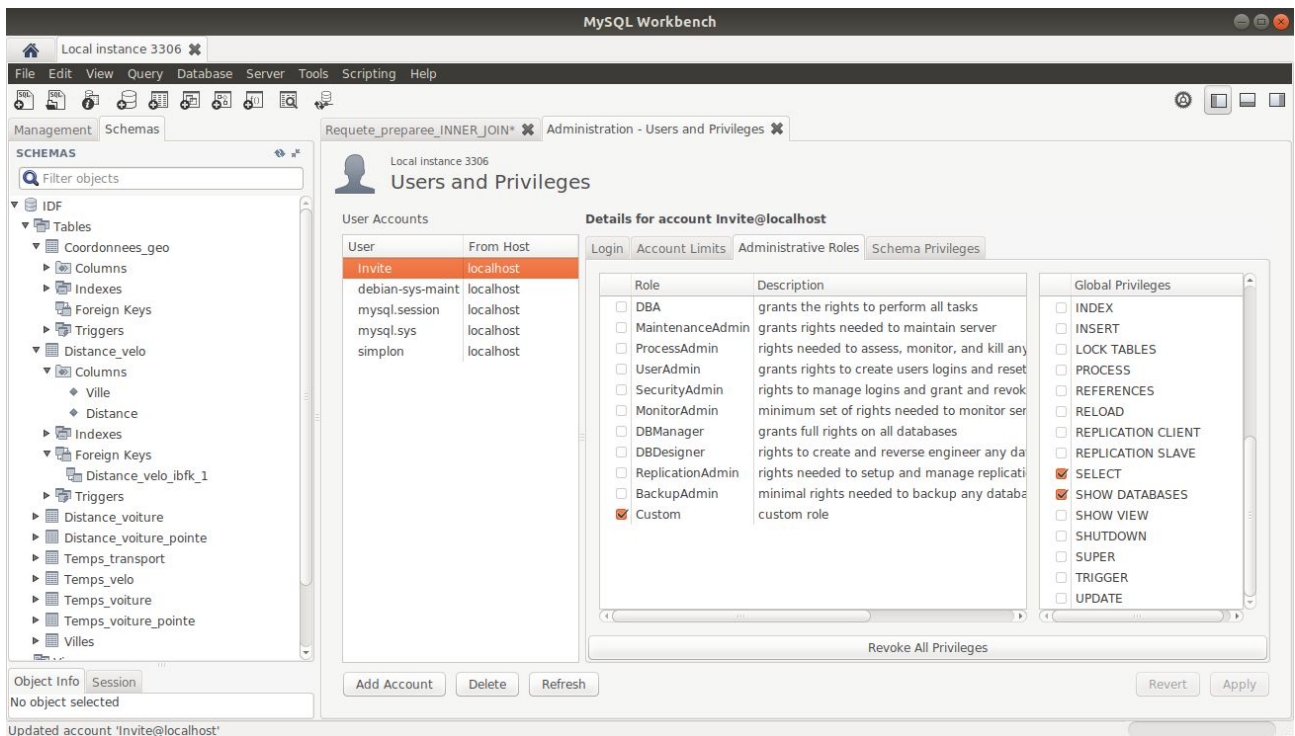 MySQL Workbench
Local instance 3306
File Edit View Query Database Server Tools Scripting Help
Management Schemas
SCHEMAS
Filter objects
IDF
Tables
Coordonnees_geo
Columns
Indexes
Foreign Keys
Triggers
Distance_velo
Columns
Ville
Distance
Indexes
Foreign Keys
Distance_velo_ibfk_1
Triggers
Distance_voiture
Distance_voiture_pointe
Temps_transport
Temps_velo
Temps_voiture
Temps_voiture_pointe
Villes
Object Info Session
No object selected
Requete_preparee_INNER_JOIN* Administration - Users and Privileges
Local instance 3306
Users and Privileges
User Accounts
User From Host
Invite localhost
debian-sys-maint localhost
mysql.session localhost
mysql.sys localhost
simplon localhost
Add Account Delete Refresh
Details for account Invite@localhost
Login Account Limits Administrative Roles Schema Privileges
Role Description
DBA grants the rights to perform all tasks
MaintenanceAdmin grants rights needed to maintain server
ProcessAdmin rights needed to assess, monitor, and kill any
UserAdmin grants rights to create users logins and reset
SecurityAdmin rights to manage logins and grant and revok
MonitorAdmin minimum set of rights needed to monitor ser
DBManager grants full rights on all databases
DBDesigner rights to create and reverse engineer any da
ReplicationAdmin rights needed to setup and manage replicati
BackupAdmin minimal rights needed to backup any databa
Custom custom role
Global Privileges
INDEX
INSERT
LOCK TABLES
PROCESS
REFERENCES
RELOAD
REPLICATION CLIENT
REPLICATION SLAVE
SELECT
SHOW DATABASES
SHOW VIEW
SHUTDOWN
SUPER
TRIGGER
UPDATE
Revoke All Privileges
Revert Apply
Updated account 'Invite@localhost'